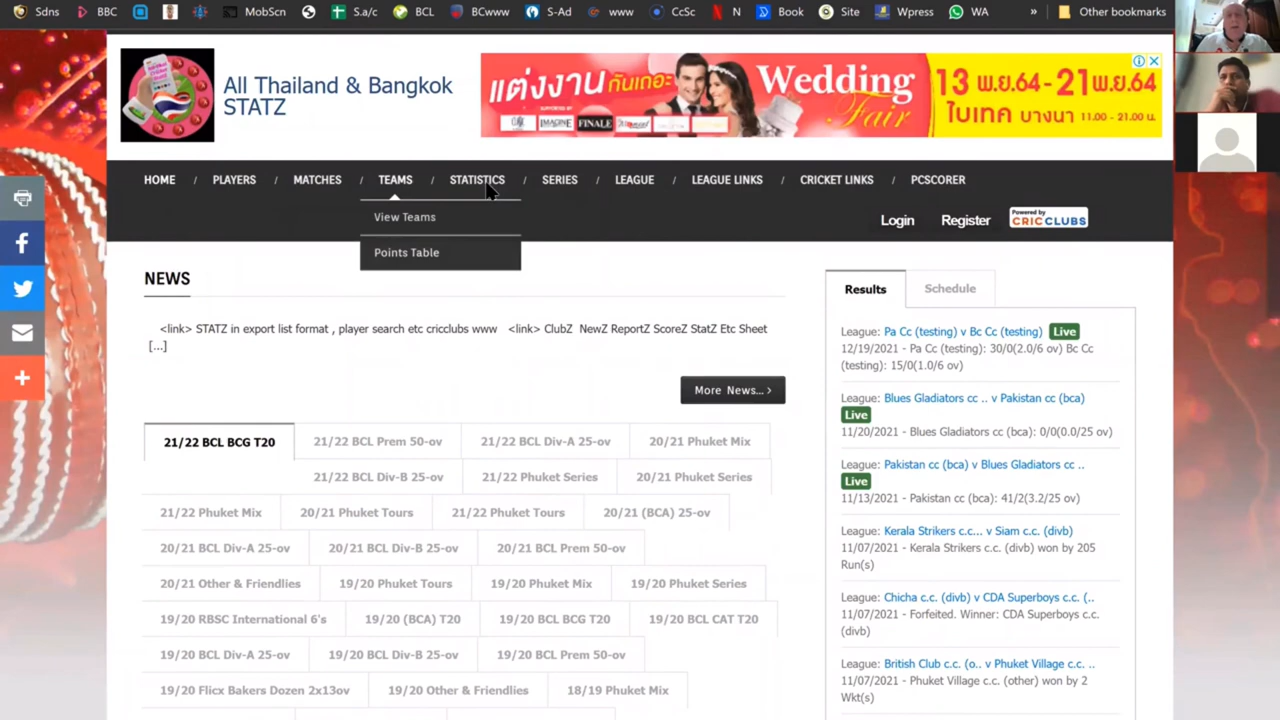 Sdns BBC MobScn S.a/c BCL BCwww S-Ad www CcSc N Book Site Wpress WA » Other bookmarks
All Thailand & Bangkok
STATZ
แต่งงานกันเถอะ
SUPPORTED BY
IMAGINE FINALE
Wedding
Fair
13 พ.ย.64-21พ.ย.64
ไบเทค บางนา 11.00 - 21.00 น.
HOME / PLAYERS / MATCHES / TEAMS / STATISTICS / SERIES / LEAGUE / LEAGUE LINKS / CRICKET LINKS / PCSCORER
View Teams
Points Table
Login Register Powered by CRICCLUBS
NEWS
<link> STATZ in export list format , player search etc cricclubs www <link> ClubZ NewZ ReportZ ScoreZ StatZ Etc Sheet
[...]
More News... >
21/22 BCL BCG T20 21/22 BCL Prem 50-ov 21/22 BCL Div-A 25-ov 20/21 Phuket Mix
21/22 BCL Div-B 25-ov 21/22 Phuket Series 20/21 Phuket Series
21/22 Phuket Mix 20/21 Phuket Tours 21/22 Phuket Tours 20/21 (BCA) 25-ov
20/21 BCL Div-A 25-ov 20/21 BCL Div-B 25-ov 20/21 BCL Prem 50-ov
20/21 Other & Friendlies 19/20 Phuket Tours 19/20 Phuket Mix 19/20 Phuket Series
19/20 RBSC International 6's 19/20 (BCA) T20 19/20 BCL BCG T20 19/20 BCL CAT T20
19/20 BCL Div-A 25-ov 19/20 BCL Div-B 25-ov 19/20 BCL Prem 50-ov
19/20 Flicx Bakers Dozen 2x13ov 19/20 Other & Friendlies 18/19 Phuket Mix
Results Schedule
League: Pa Cc (testing) v Bc Cc (testing) Live
12/19/2021 - Pa Cc (testing): 30/0(2.0/6 ov) Bc Cc
(testing): 15/0(1.0/6 ov)
League: Blues Gladiators cc .. v Pakistan cc (bca)
Live
11/20/2021 - Blues Gladiators cc (bca): 0/0(0.0/25 ov)
League: Pakistan cc (bca) v Blues Gladiators cc ..
Live
11/13/2021 - Pakistan cc (bca): 41/2(3.2/25 ov)
League: Kerala Strikers c.c... v Siam c.c. (divb)
11/07/2021 - Kerala Strikers c.c. (divb) won by 205
Run(s)
League: Chicha c.c. (divb) v CDA Superboys c.c. (..
11/07/2021 - Forfeited. Winner: CDA Superboys c.c.
(divb)
League: British Club c.c. (o.. v Phuket Village c.c. ..
11/07/2021 - Phuket Village c.c. (other) won by 2
Wkt(s)